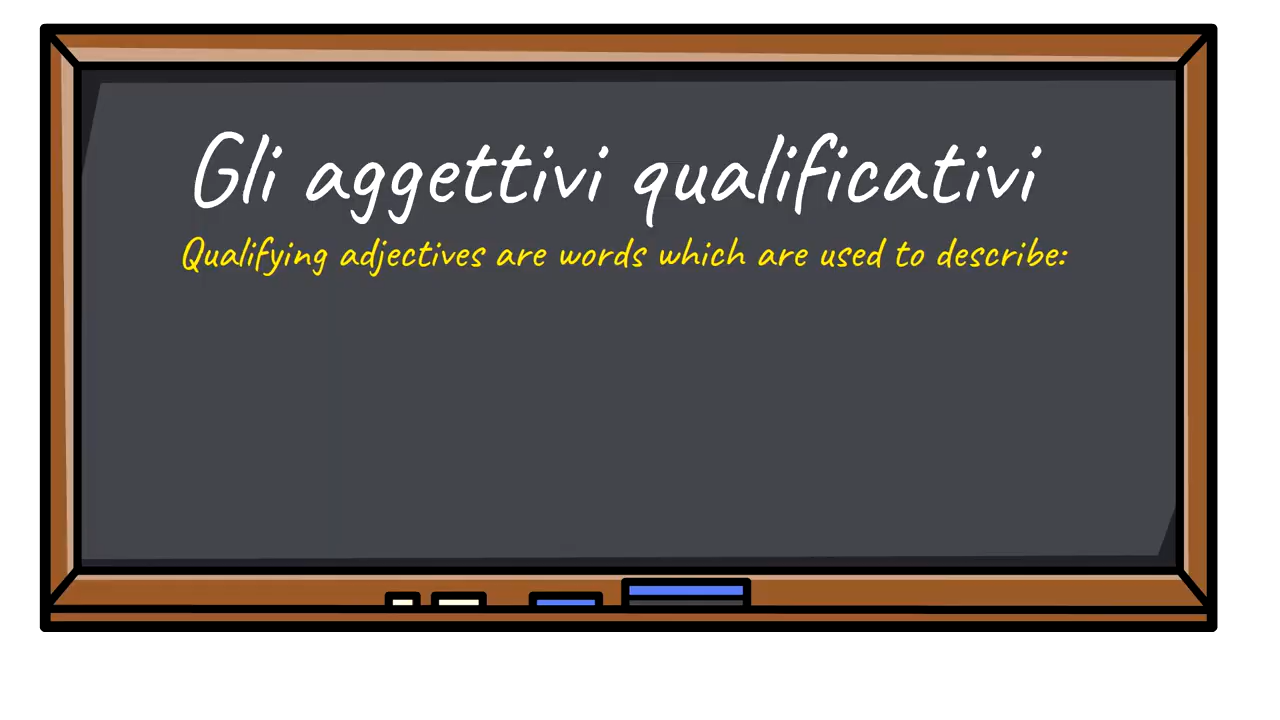 Gli aggettivi qualificativi
Qualifying adjectives are words which are used to describe: